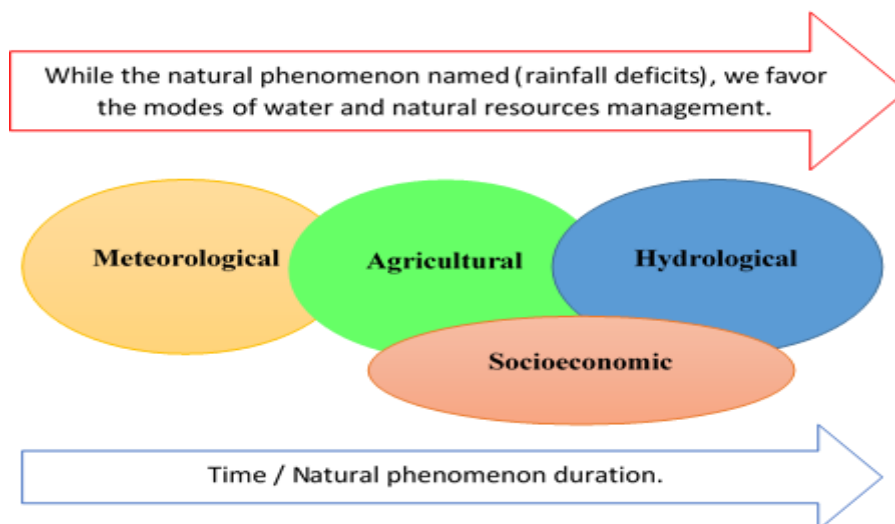 While the natural phenomenon named (rainfall deficits), we favor
the modes of water and natural resources management.
Meteorological
Agricultural
Hydrological
Socioeconomic
Time / Natural phenomenon duration.